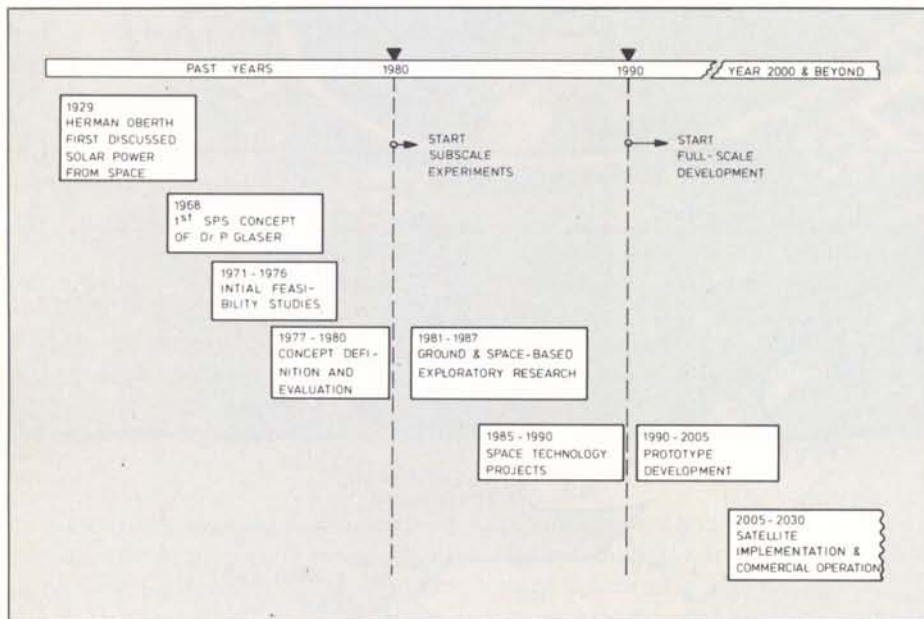 PAST YEARS
1980
1990
YEAR 2000 & BEYOND
1929
HERMAN OBERTH
FIRST DISCUSSED
SOLAR POWER
FROM SPACE
START
SUBSCALE
EXPERIMENTS
START
FULL-SCALE
DEVELOPMENT
1968
1st SPS CONCEPT
OF Dr P GLASER
1971 - 1976
INTIAL FEASI-
BILITY STUDIES
1977 - 1980
CONCEPT DEFI-
NITION AND
EVALUATION
1981 - 1987
GROUND & SPACE-BASED
EXPLORATORY RESEARCH
1985 - 1990
SPACE TECHNOLOGY
PROJECTS
1990 - 2005
PROTOTYPE
DEVELOPMENT
2005 - 2030
SATELLITE
IMPLEMENTATION &
COMMERCIAL OPERATION